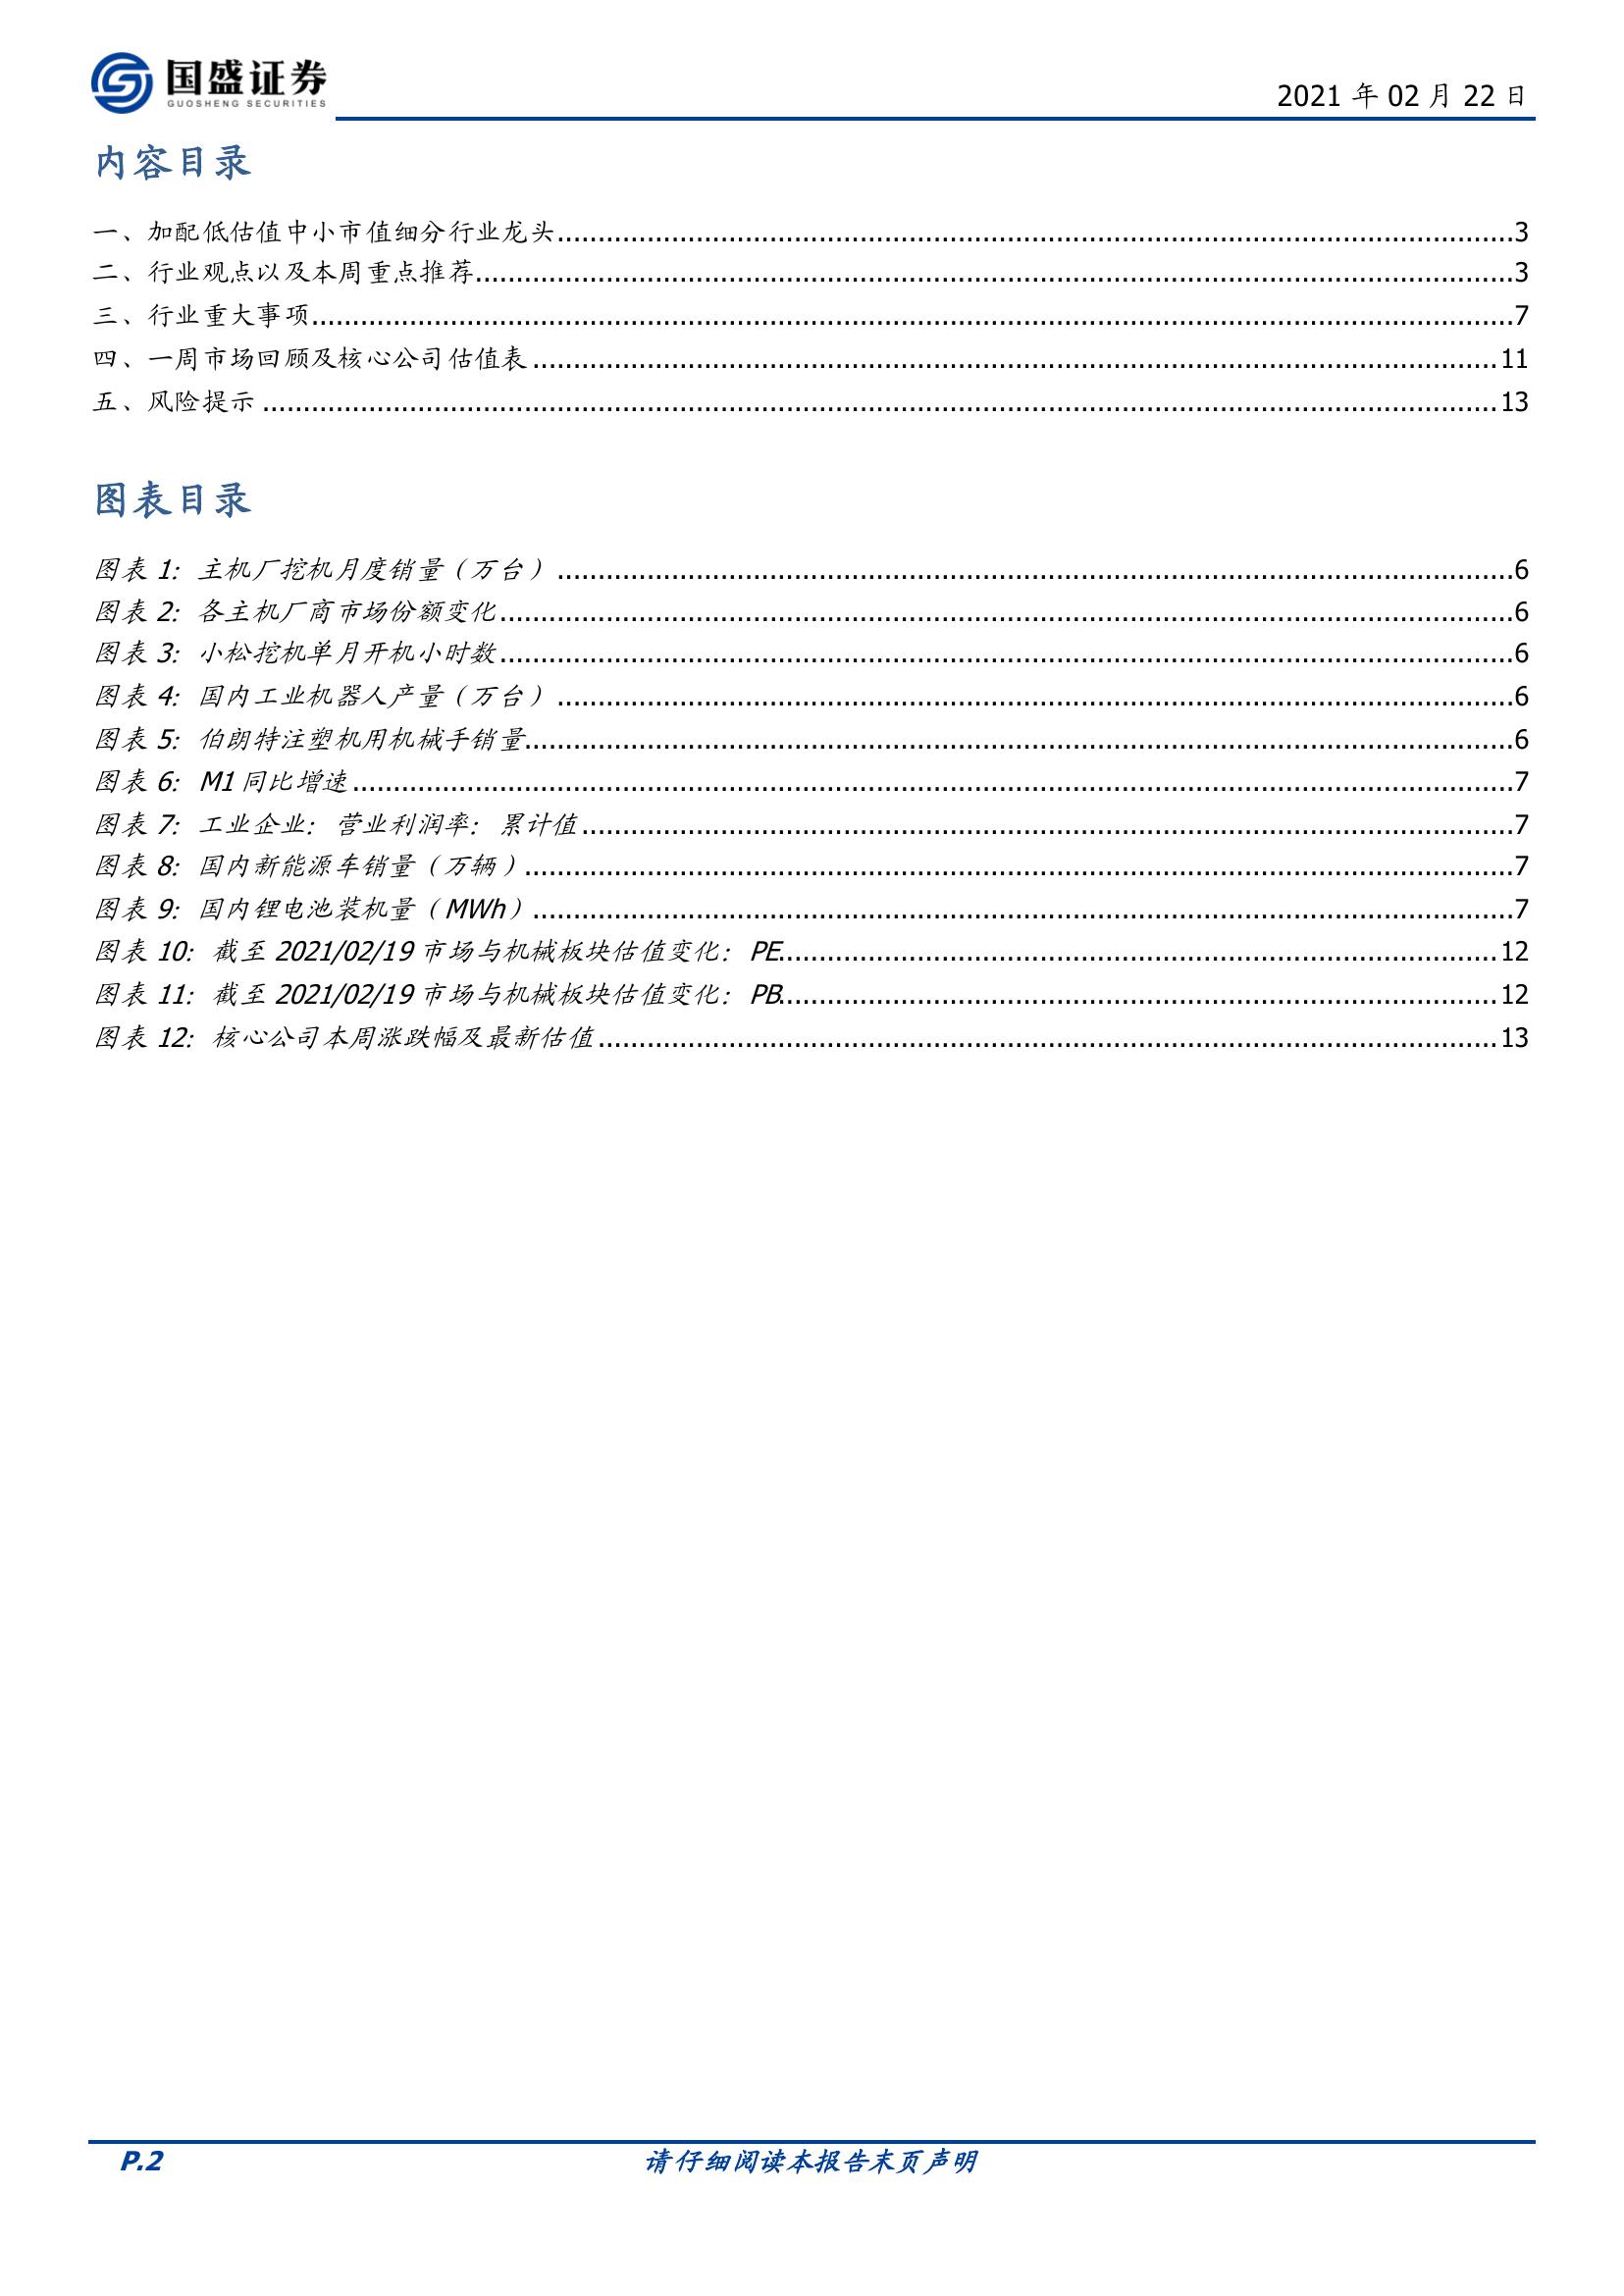 国盛证券
GUOSHENG SECURITIES
2021 年 02 月 22 日
内容目录
一、加配低估值中小市值细分行业龙头........................3
二、行业观点以及本周重点推荐........................3
三、行业重大事项........................7
四、一周市场回顾及核心公司估值表........................11
五、风险提示........................13
图表目录
图表 1：主机厂挖机月度销量（万台）........................6
图表 2：各主机厂商市场份额变化........................6
图表 3：小松挖机单月开机小时数........................6
图表 4：国内工业机器人产量（万台）........................6
图表 5：伯朗特注塑机用机械手销量........................6
图表 6：M1 同比增速........................7
图表 7：工业企业：营业利润率：累计值........................7
图表 8：国内新能源车销量（万辆）........................7
图表 9：国内锂电池装机量（MWh）........................7
图表 10：截至 2021/02/19 市场与机械板块估值变化：PE........................12
图表 11：截至 2021/02/19 市场与机械板块估值变化：PB........................12
图表 12：核心公司本周涨跌幅及最新估值........................13
P.2
请仔细阅读本报告末页声明